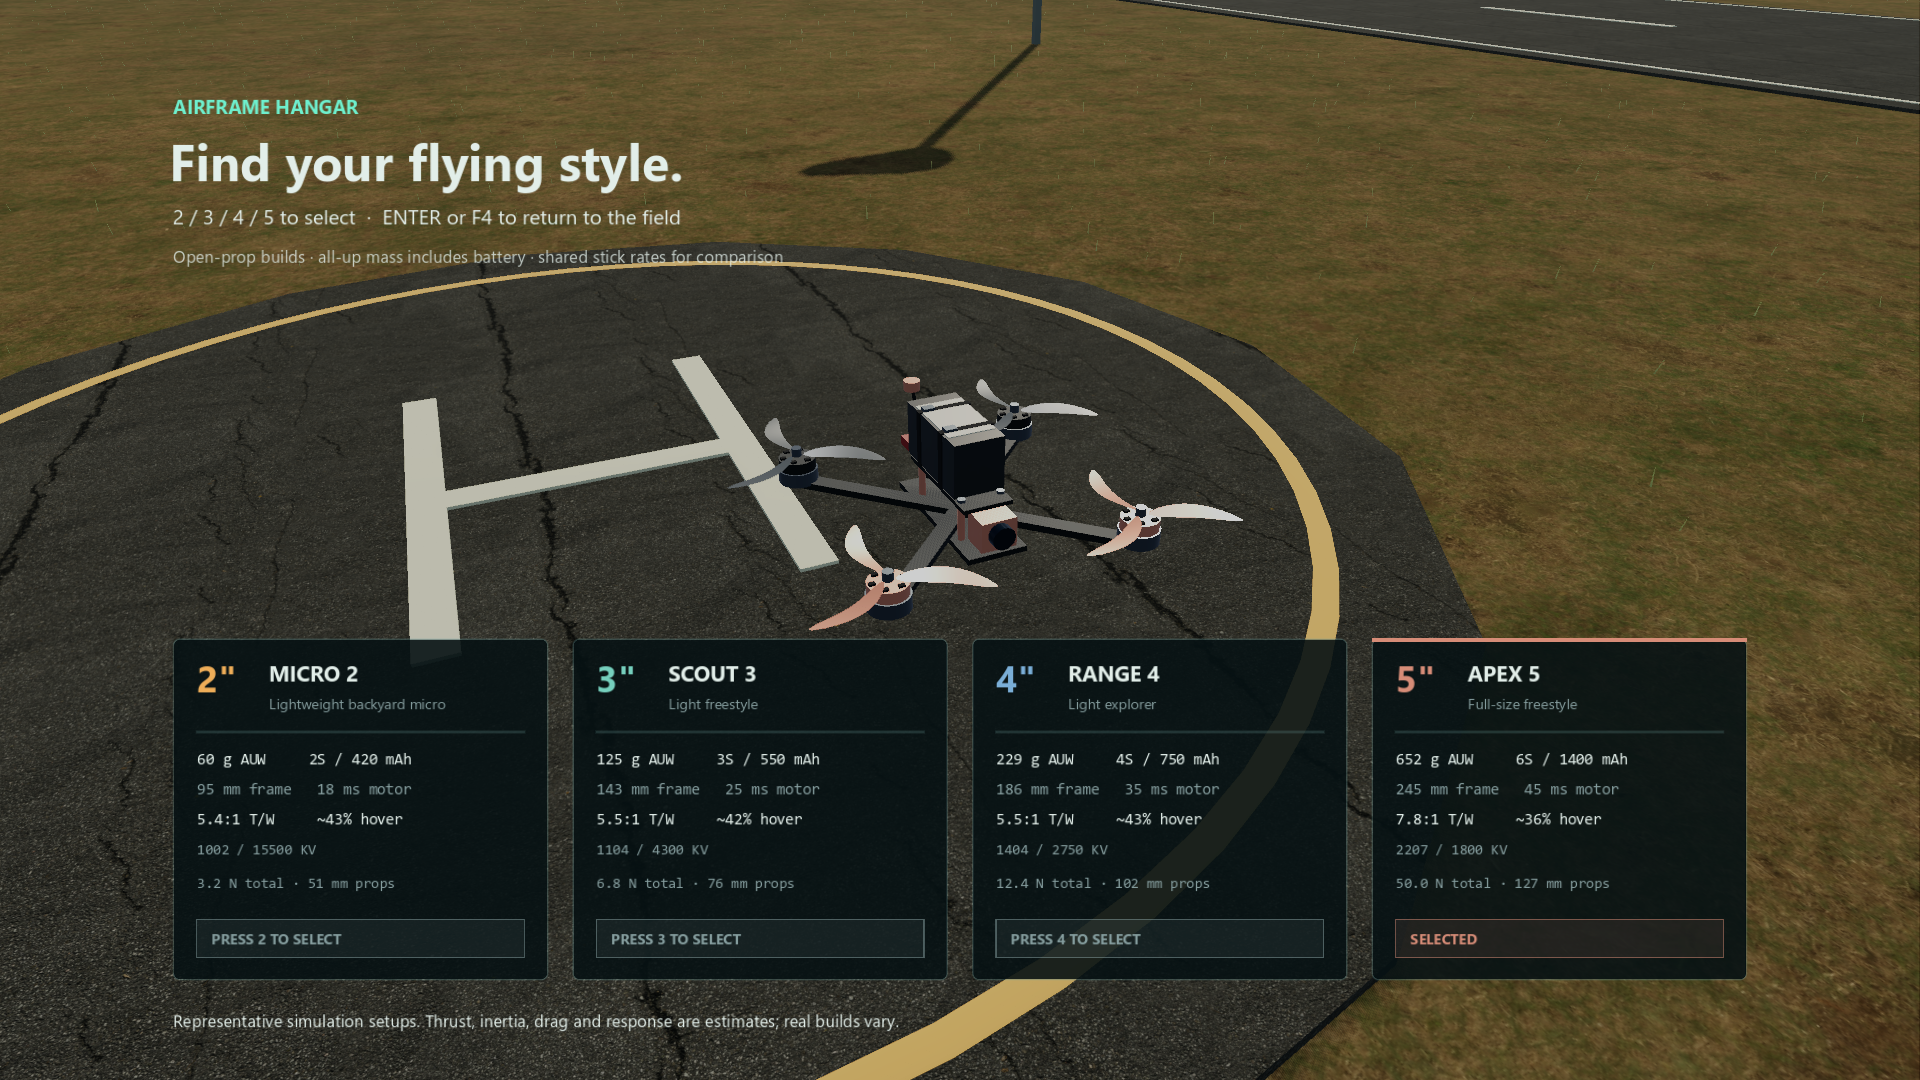 AIRFRAME HANGAR
Find your flying style.
2 / 3 / 4 / 5 to select · ENTER or F4 to return to the field
Open-prop builds · all-up mass includes battery · shared stick rates for comparison
2" MICRO 2
Lightweight backyard micro
60 g AUW 2S / 420 mAh
95 mm frame 18 ms motor
5.4:1 T/W ~43% hover
1002 / 15500 KV
3.2 N total · 51 mm props
PRESS 2 TO SELECT
3" SCOUT 3
Light freestyle
125 g AUW 3S / 550 mAh
143 mm frame 25 ms motor
5.5:1 T/W ~42% hover
1104 / 4300 KV
6.8 N total · 76 mm props
PRESS 3 TO SELECT
4" RANGE 4
Light explorer
229 g AUW 4S / 750 mAh
186 mm frame 35 ms motor
5.5:1 T/W ~43% hover
1404 / 2750 KV
12.4 N total · 102 mm props
PRESS 4 TO SELECT
5" APEX 5
Full-size freestyle
652 g AUW 6S / 1400 mAh
245 mm frame 45 ms motor
7.8:1 T/W ~36% hover
2207 / 1800 KV
50.0 N total · 127 mm props
SELECTED
Representative simulation setups. Thrust, inertia, drag and response are estimates; real builds vary.
H